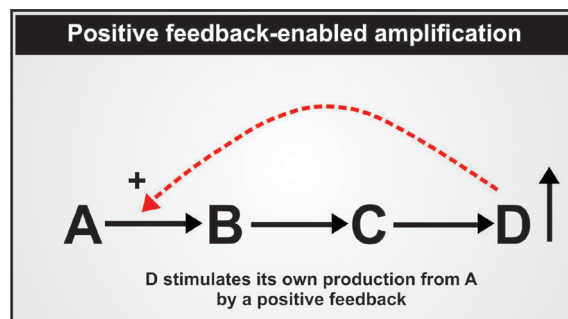 Positive feedback-enabled amplification
+
A B C D
D stimulates its own production from A
by a positive feedback